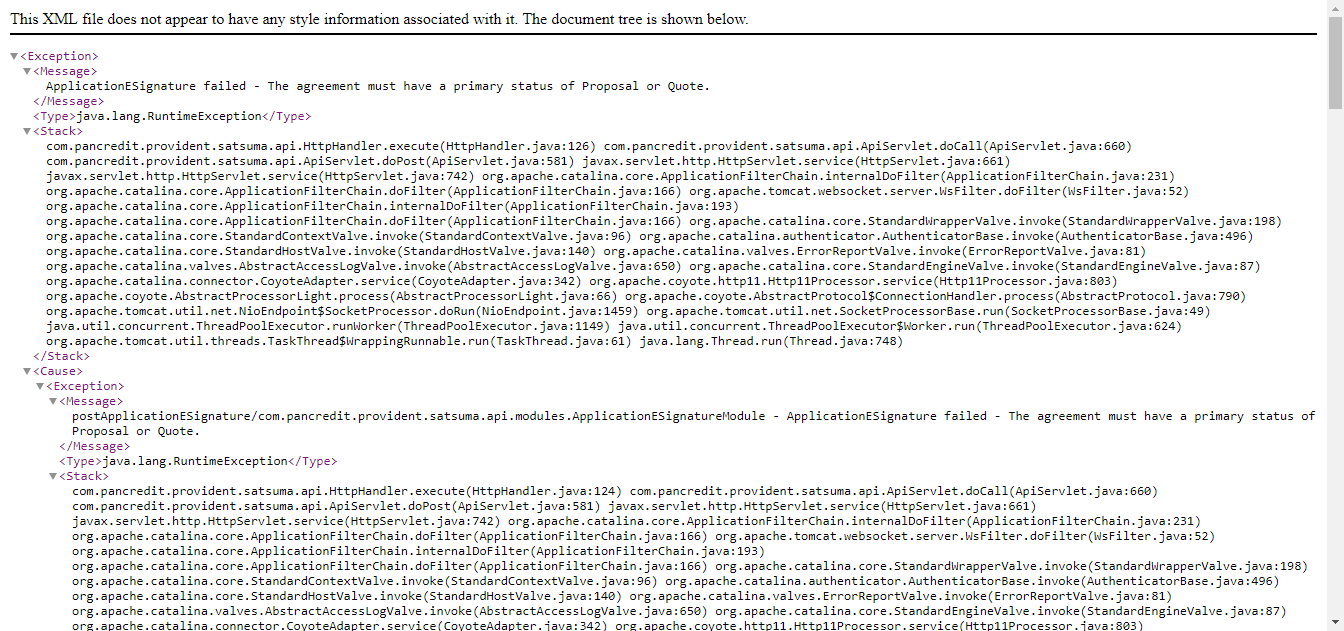 This XML file does not appear to have any style information associated with it. The document tree is shown below.
▼<Exception>
▼<Message>
ApplicationESignature failed - The agreement must have a primary status of Proposal or Quote.
</Message>
<Type>java.lang.RuntimeException</Type>
▼<Stack>
com.pancredit.provident.satsuma.api.HttpHandler.execute(HttpHandler.java:126) com.pancredit.provident.satsuma.api.ApiServlet.doCall(ApiServlet.java:660)
com.pancredit.provident.satsuma.api.ApiServlet.doPost(ApiServlet.java:581) javax.servlet.http.HttpServlet.service(HttpServlet.java:661)
javax.servlet.http.HttpServlet.service(HttpServlet.java:742) org.apache.catalina.core.ApplicationFilterChain.internalDoFilter(ApplicationFilterChain.java:231)
org.apache.catalina.core.ApplicationFilterChain.doFilter(ApplicationFilterChain.java:166) org.apache.tomcat.websocket.server.WsFilter.doFilter(WsFilter.java:52)
org.apache.catalina.core.ApplicationFilterChain.internalDoFilter(ApplicationFilterChain.java:193)
org.apache.catalina.core.ApplicationFilterChain.doFilter(ApplicationFilterChain.java:166) org.apache.catalina.core.StandardWrapperValve.invoke(StandardWrapperValve.java:198)
org.apache.catalina.core.StandardContextValve.invoke(StandardContextValve.java:96) org.apache.catalina.authenticator.AuthenticatorBase.invoke(AuthenticatorBase.java:496)
org.apache.catalina.core.StandardHostValve.invoke(StandardHostValve.java:140) org.apache.catalina.valves.ErrorReportValve.invoke(ErrorReportValve.java:81)
org.apache.catalina.valves.AbstractAccessLogValve.invoke(AbstractAccessLogValve.java:650) org.apache.catalina.core.StandardEngineValve.invoke(StandardEngineValve.java:87)
org.apache.catalina.connector.CoyoteAdapter.service(CoyoteAdapter.java:342) org.apache.coyote.http11.Http11Processor.service(Http11Processor.java:803)
org.apache.coyote.AbstractProcessorLight.process(AbstractProcessorLight.java:66) org.apache.coyote.AbstractProtocol$ConnectionHandler.process(AbstractProtocol.java:790)
org.apache.tomcat.util.net.NioEndpoint$SocketProcessor.doRun(NioEndpoint.java:1459) org.apache.tomcat.util.net.SocketProcessorBase.run(SocketProcessorBase.java:49)
java.util.concurrent.ThreadPoolExecutor.runWorker(ThreadPoolExecutor.java:1149) java.util.concurrent.ThreadPoolExecutor$Worker.run(ThreadPoolExecutor.java:624)
org.apache.tomcat.util.threads.TaskThread$WrappingRunnable.run(TaskThread.java:61) java.lang.Thread.run(Thread.java:748)
</Stack>
▼<Cause>
▼<Exception>
▼<Message>
postApplicationESignature/com.pancredit.provident.satsuma.api.modules.ApplicationESignatureModule - ApplicationESignature failed - The agreement must have a primary status of
Proposal or Quote.
</Message>
<Type>java.lang.RuntimeException</Type>
▼<Stack>
com.pancredit.provident.satsuma.api.HttpHandler.execute(HttpHandler.java:124) com.pancredit.provident.satsuma.api.ApiServlet.doCall(ApiServlet.java:660)
com.pancredit.provident.satsuma.api.ApiServlet.doPost(ApiServlet.java:581) javax.servlet.http.HttpServlet.service(HttpServlet.java:661)
javax.servlet.http.HttpServlet.service(HttpServlet.java:742) org.apache.catalina.core.ApplicationFilterChain.internalDoFilter(ApplicationFilterChain.java:231)
org.apache.catalina.core.ApplicationFilterChain.doFilter(ApplicationFilterChain.java:166) org.apache.tomcat.websocket.server.WsFilter.doFilter(WsFilter.java:52)
org.apache.catalina.core.ApplicationFilterChain.internalDoFilter(ApplicationFilterChain.java:193)
org.apache.catalina.core.ApplicationFilterChain.doFilter(ApplicationFilterChain.java:166) org.apache.catalina.core.StandardWrapperValve.invoke(StandardWrapperValve.java:198)
org.apache.catalina.core.StandardContextValve.invoke(StandardContextValve.java:96) org.apache.catalina.authenticator.AuthenticatorBase.invoke(AuthenticatorBase.java:496)
org.apache.catalina.core.StandardHostValve.invoke(StandardHostValve.java:140) org.apache.catalina.valves.ErrorReportValve.invoke(ErrorReportValve.java:81)
org.apache.catalina.valves.AbstractAccessLogValve.invoke(AbstractAccessLogValve.java:650) org.apache.catalina.core.StandardEngineValve.invoke(StandardEngineValve.java:87)
org.apache.catalina.connector.CoyoteAdapter.service(CoyoteAdapter.java:342) org.apache.coyote.http11.Http11Processor.service(Http11Processor.java:803)